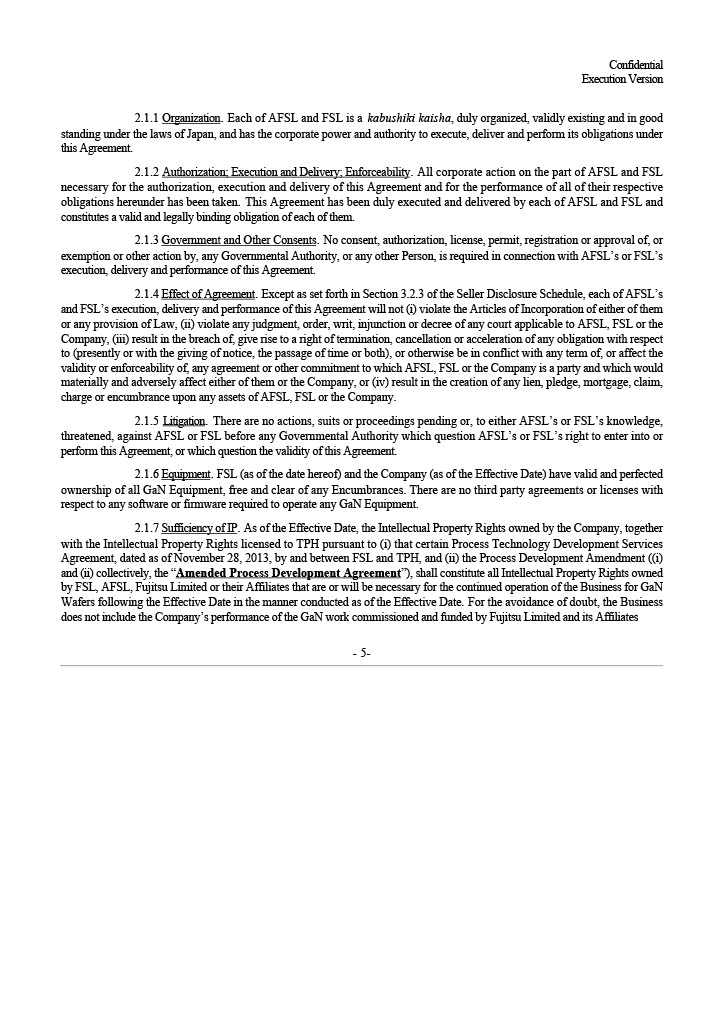 Confidential
Execution Version
2.1.1 Organization. Each of AFSL and FSL is a kabushiki kaisha, duly organized, validly existing and in good
standing under the laws of Japan, and has the corporate power and authority to execute, deliver and perform its obligations under
this Agreement.
2.1.2 Authorization; Execution and Delivery; Enforceability. All corporate action on the part of AFSL and FSL
necessary for the authorization, execution and delivery of this Agreement and for the performance of all of their respective
obligations hereunder has been taken. This Agreement has been duly executed and delivered by each of AFSL and FSL and
constitutes a valid and legally binding obligation of each of them.
2.1.3 Government and Other Consents. No consent, authorization, license, permit, registration or approval of, or
exemption or other action by, any Governmental Authority, or any other Person, is required in connection with AFSL’s or FSL’s
execution, delivery and performance of this Agreement.
2.1.4 Effect of Agreement. Except as set forth in Section 3.2.3 of the Seller Disclosure Schedule, each of AFSL’s
and FSL’s execution, delivery and performance of this Agreement will not (i) violate the Articles of Incorporation of either of them
or any provision of Law, (ii) violate any judgment, order, writ, injunction or decree of any court applicable to AFSL, FSL or the
Company, (iii) result in the breach of, give rise to a right of termination, cancellation or acceleration of any obligation with respect
to (presently or with the giving of notice, the passage of time or both), or otherwise be in conflict with any term of, or affect the
validity or enforceability of, any agreement or other commitment to which AFSL, FSL or the Company is a party and which would
materially and adversely affect either of them or the Company, or (iv) result in the creation of any lien, pledge, mortgage, claim,
charge or encumbrance upon any assets of AFSL, FSL or the Company.
2.1.5 Litigation. There are no actions, suits or proceedings pending or, to either AFSL’s or FSL’s knowledge,
threatened, against AFSL or FSL before any Governmental Authority which question AFSL’s or FSL’s right to enter into or
perform this Agreement, or which question the validity of this Agreement.
2.1.6 Equipment. FSL (as of the date hereof) and the Company (as of the Effective Date) have valid and perfected
ownership of all GaN Equipment, free and clear of any Encumbrances. There are no third party agreements or licenses with
respect to any software or firmware required to operate any GaN Equipment.
2.1.7 Sufficiency of IP. As of the Effective Date, the Intellectual Property Rights owned by the Company, together
with the Intellectual Property Rights licensed to TPH pursuant to (i) that certain Process Technology Development Services
Agreement, dated as of November 28, 2013, by and between FSL and TPH, and (ii) the Process Development Amendment ((i)
and (ii) collectively, the “Amended Process Development Agreement”), shall constitute all Intellectual Property Rights owned
by FSL, AFSL, Fujitsu Limited or their Affiliates that are or will be necessary for the continued operation of the Business for GaN
Wafers following the Effective Date in the manner conducted as of the Effective Date. For the avoidance of doubt, the Business
does not include the Company’s performance of the GaN work commissioned and funded by Fujitsu Limited and its Affiliates
- 5-